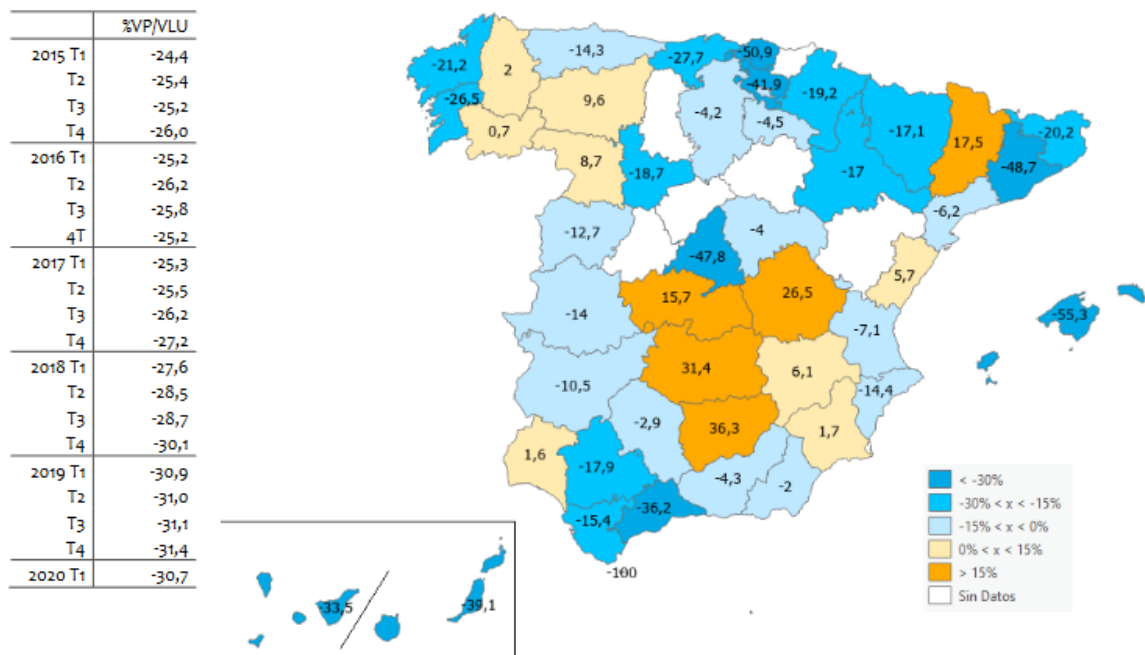 %VP/VLU
2015 T1 -24,4
T2 -25,4
T3 -25,2
T4 -26,0
2016 T1 -25,2
T2 -26,2
T3 -25,8
4T -25,2
2017 T1 -25,3
T2 -25,5
T3 -26,2
T4 -27,2
2018 T1 -27,6
T2 -28,5
T3 -28,7
T4 -30,1
2019 T1 -30,9
T2 -31,0
T3 -31,1
T4 -31,4
2020 T1 -30,7
-21,2
2
-14,3
-27,7
-50,9
-41,9
-19,2
-26,5
9,6
-4,2
-4,5
-17,1
17,5
-20,2
-48,7
0,7
8,7
-18,7
-17
-6,2
-12,7
-47,8
-4
5,7
15,7
26,5
-55,3
-14
-7,1
31,4
6,1
-10,5
-14,4
-2,9
36,3
1,7
1,6
-17,9
-4,3
-2
-36,2
-15,4
-100
-33,5
-39,1
< -30%
-30% < x < -15%
-15% < x < 0%
0% < x < 15%
> 15%
Sin Datos